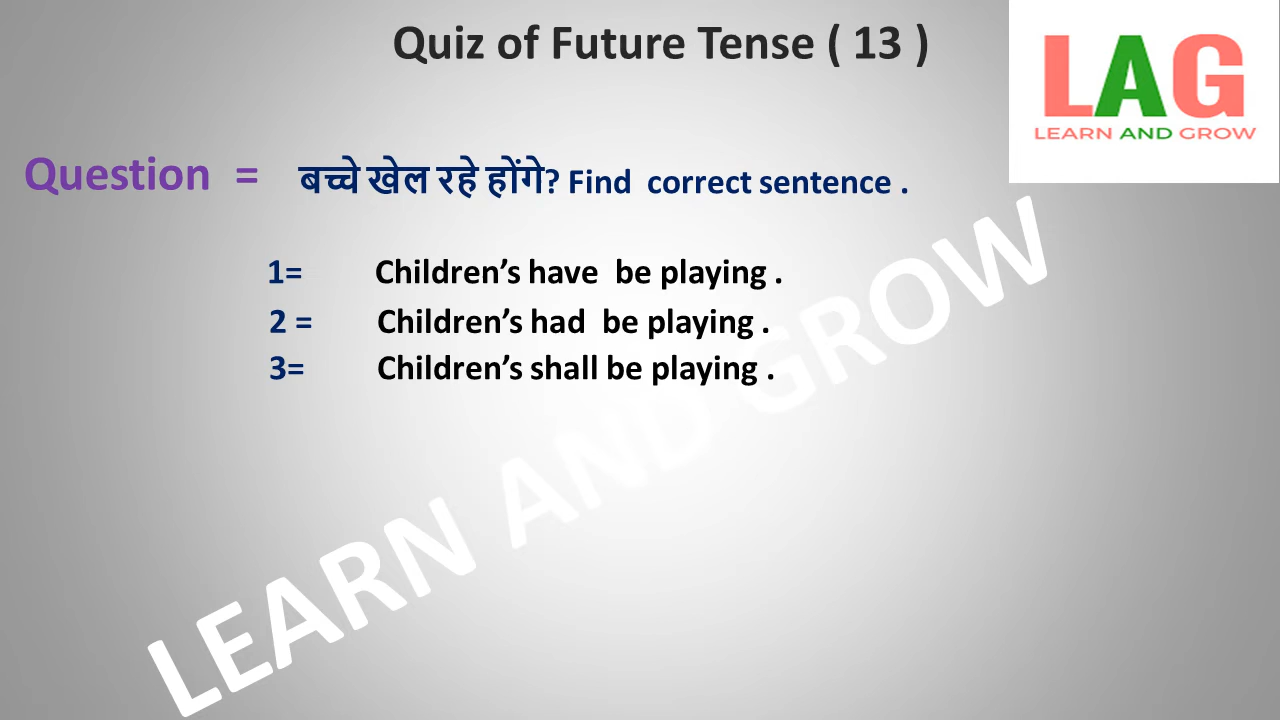 Quiz of Future Tense ( 13 )
LAG
LEARN AND GROW
Question = बच्चे खेल रहे होंगे? Find correct sentence .
1= Children’s have be playing .
2 = Children’s had be playing .
3= Children’s shall be playing .
LEARN AND GROW